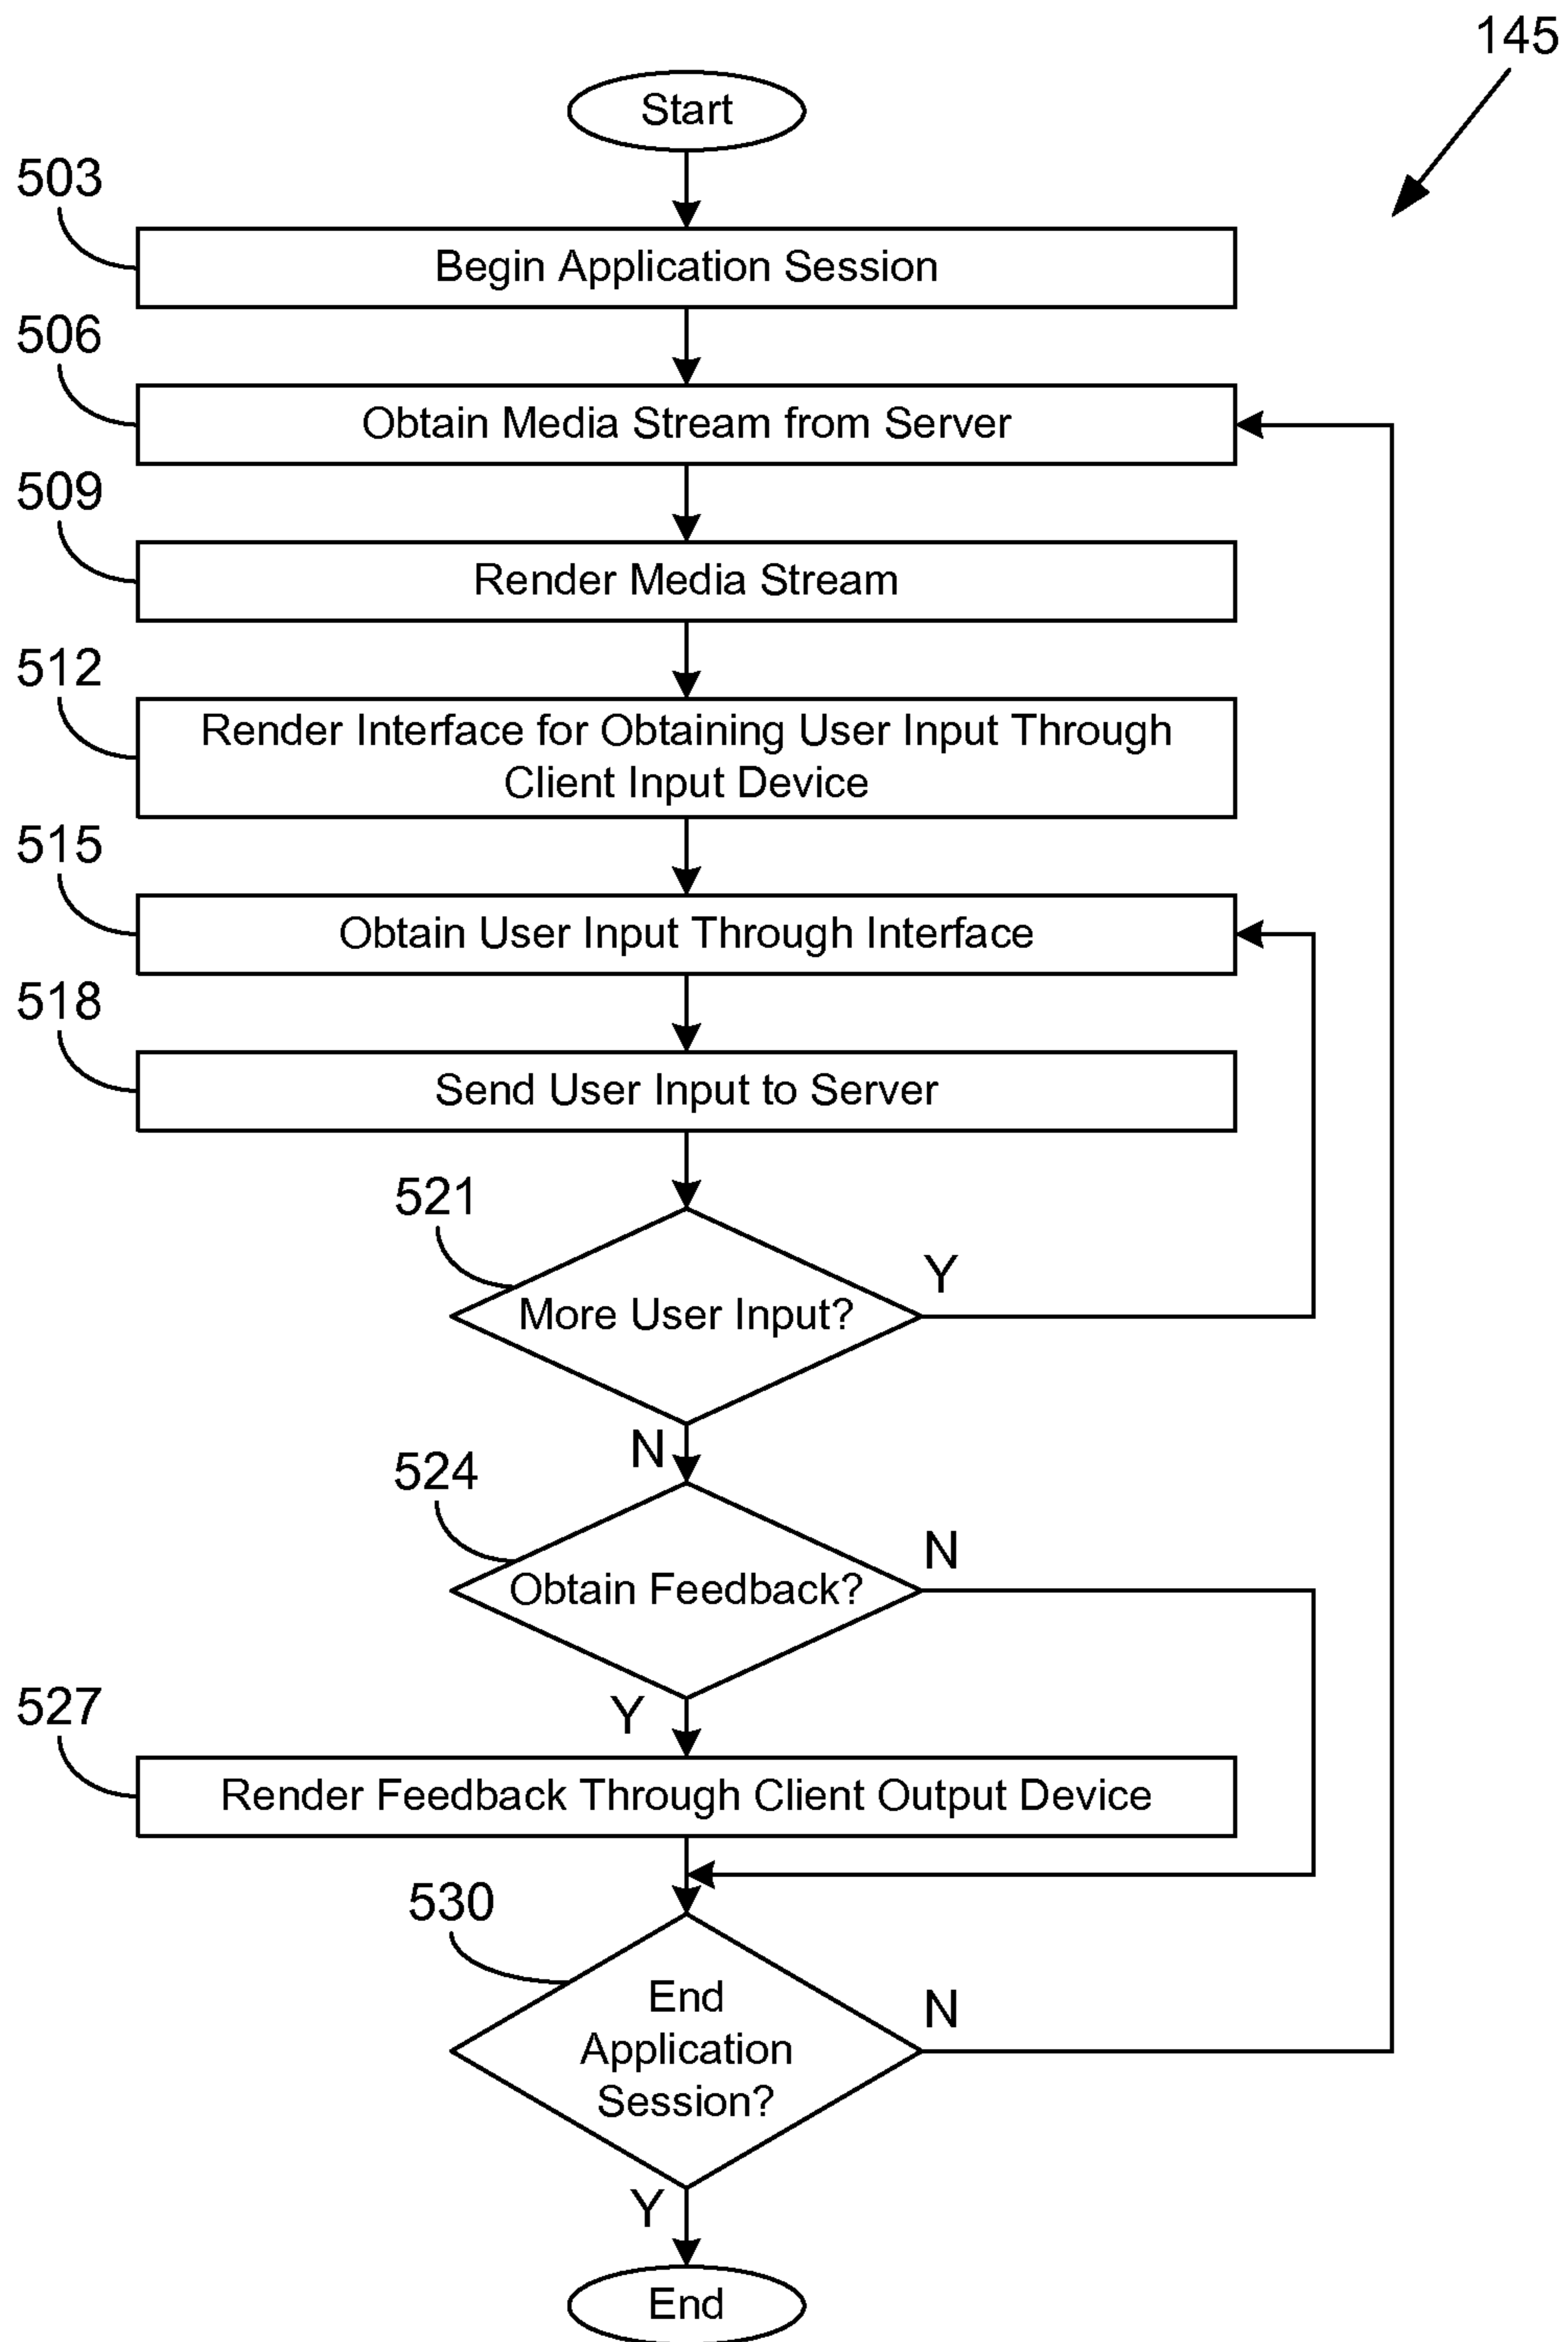 145
Start
503
Begin Application Session
506
Obtain Media Stream from Server
509
Render Media Stream
512
Render Interface for Obtaining User Input Through
Client Input Device
515
Obtain User Input Through Interface
518
Send User Input to Server
521
More User Input?
Y
N
524
Obtain Feedback?
N
Y
527
Render Feedback Through Client Output Device
530
End
Application
Session?
N
Y
End